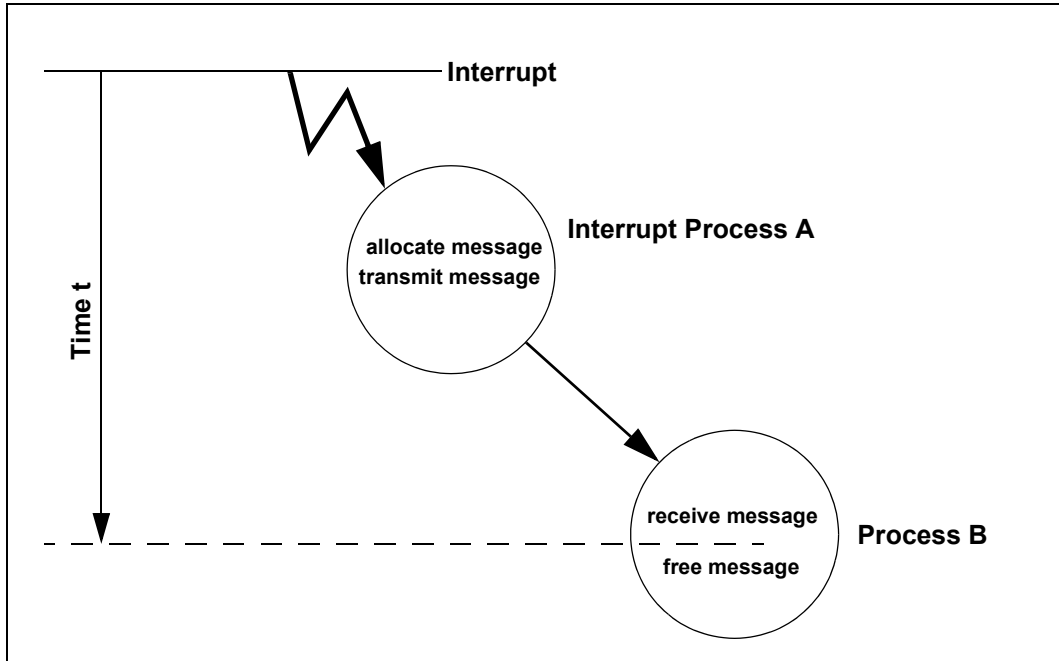 Interrupt
Interrupt Process A
allocate message
transmit message
Time t
receive message
Process B
free message